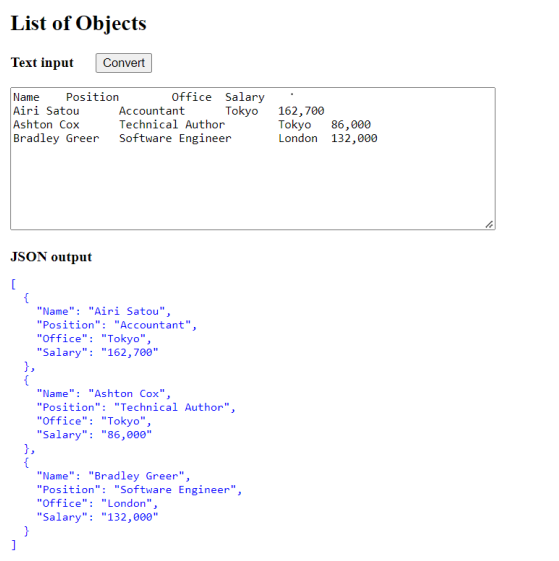 List of Objects
Text input Convert
Name Position Office Salary
Airi Satou Accountant Tokyo 162,700
Ashton Cox Technical Author Tokyo 86,000
Bradley Greer Software Engineer London 132,000
JSON output
[
{
"Name": "Airi Satou",
"Position": "Accountant",
"Office": "Tokyo",
"Salary": "162,700"
},
{
"Name": "Ashton Cox",
"Position": "Technical Author",
"Office": "Tokyo",
"Salary": "86,000"
},
{
"Name": "Bradley Greer",
"Position": "Software Engineer",
"Office": "London",
"Salary": "132,000"
}
]